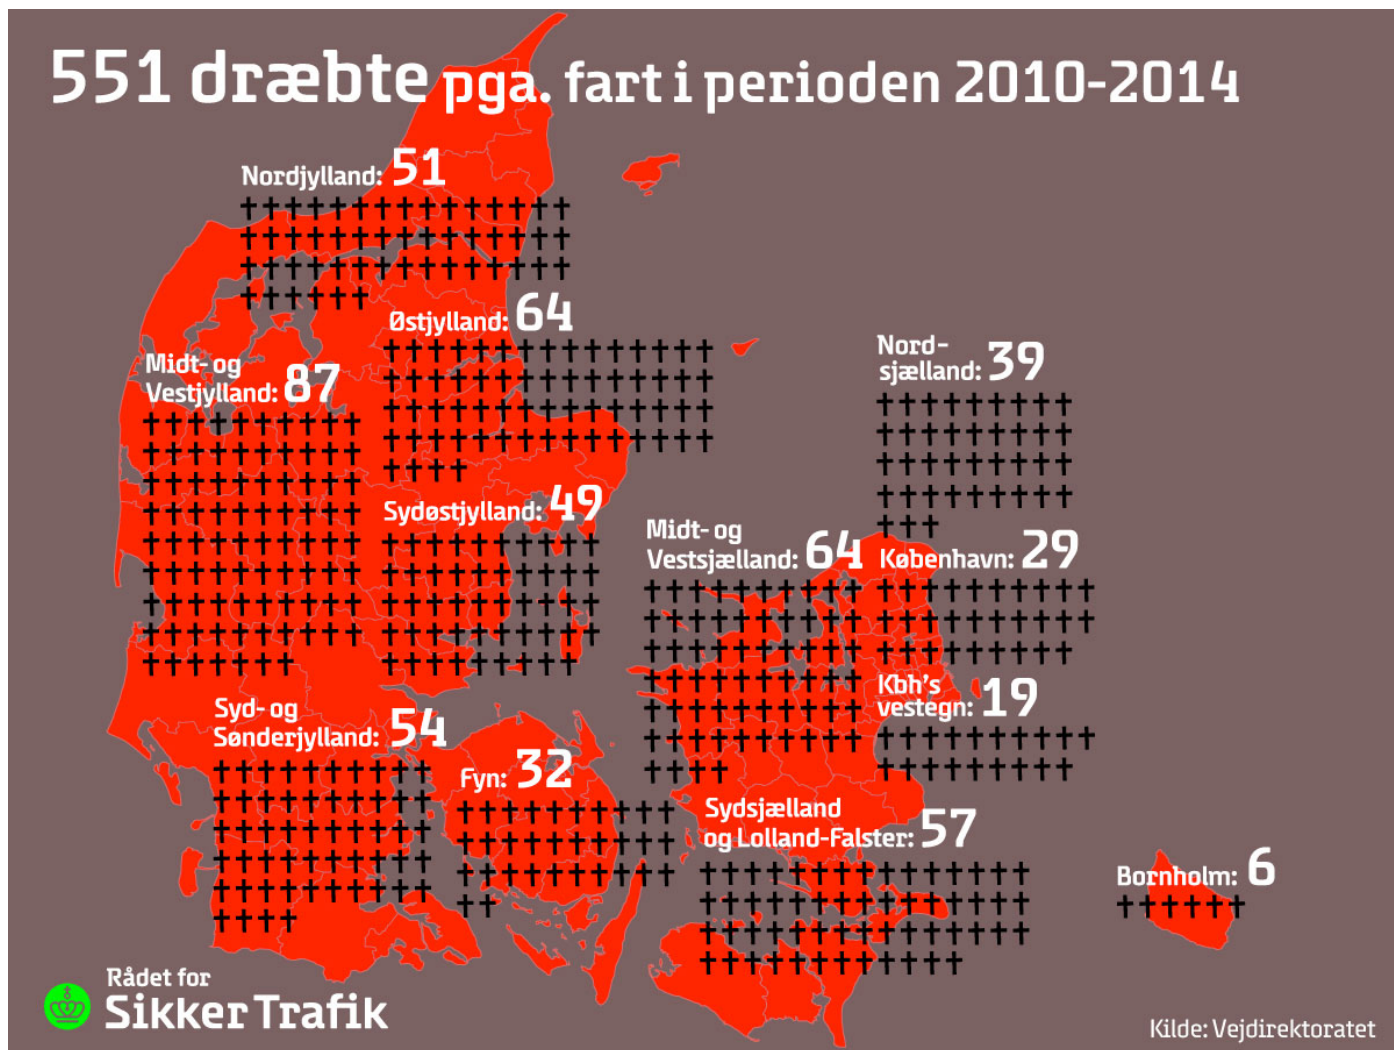 551 dræbte pga. fart i perioden 2010-2014
Nordjylland: 51
Østjylland: 64
Midt- og
Vestjylland: 87
Nord-
sjælland: 39
Sydøstjylland: 49
Midt- og
Vestsjælland: 64
København: 29
Kbh's
vestegn: 19
Syd- og
Sønderjylland: 54
Fyn: 32
Sydsjælland
og Lolland-Falster: 57
Bornholm: 6
Rådet for
Sikker Trafik
Kilde: Vejdirektoratet